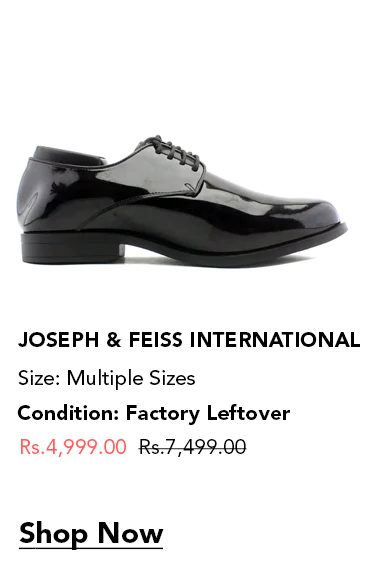 JOSEPH & FEISS INTERNATIONAL
Size: Multiple Sizes
Condition: Factory Leftover
Rs.4,999.00 Rs.7,499.00
Shop Now